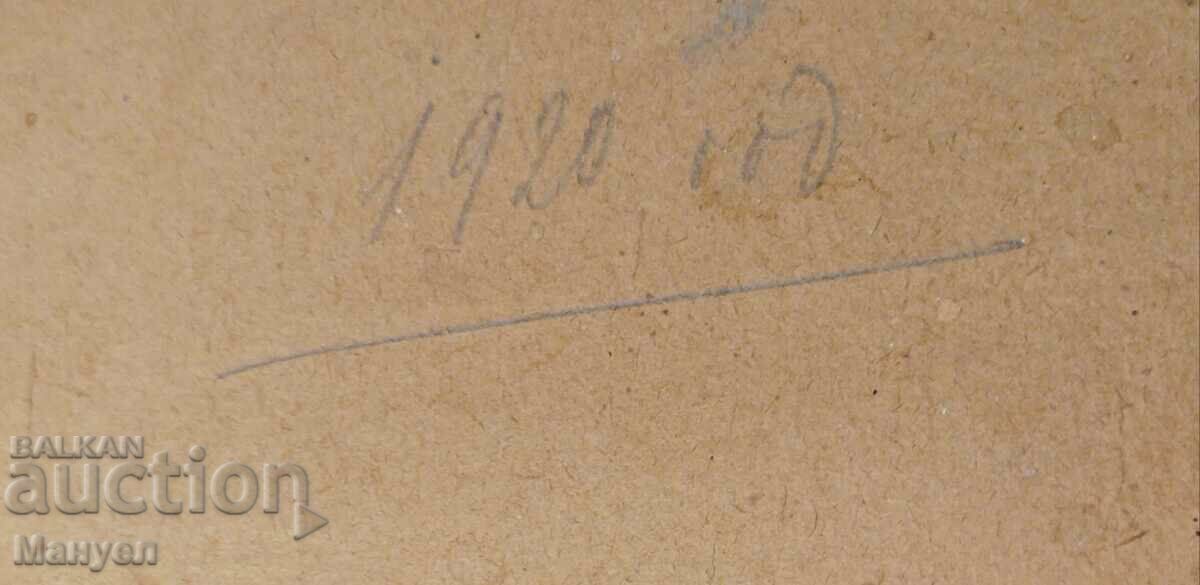 1920 год
BALKAN
auction
Мануел